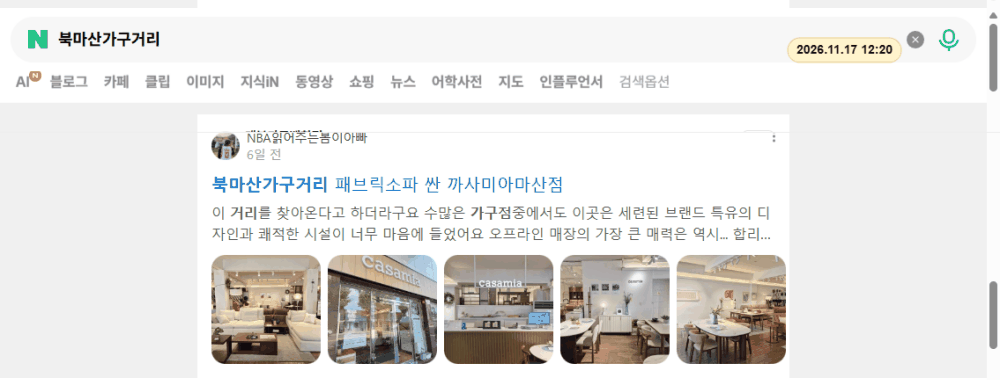 N 북마산가구거리
2026.11.17 12:20
AI N 블로그 카페 클립 이미지 지식iN 동영상 쇼핑 뉴스 어학사전 지도 인플루언서 검색옵션
NBA읽어주는봄이아빠
6일 전
북마산가구거리 패브릭소파 싼 까사미아마산점
이 거리를 찾아온다고 하더라구요 수많은 가구점중에서도 이곳은 세련된 브랜드 특유의 디
자인과 쾌적한 시설이 너무 마음에 들었어요 오프라인 매장의 가장 큰 매력은 역시... 합리...
casamia
casamia
casamia